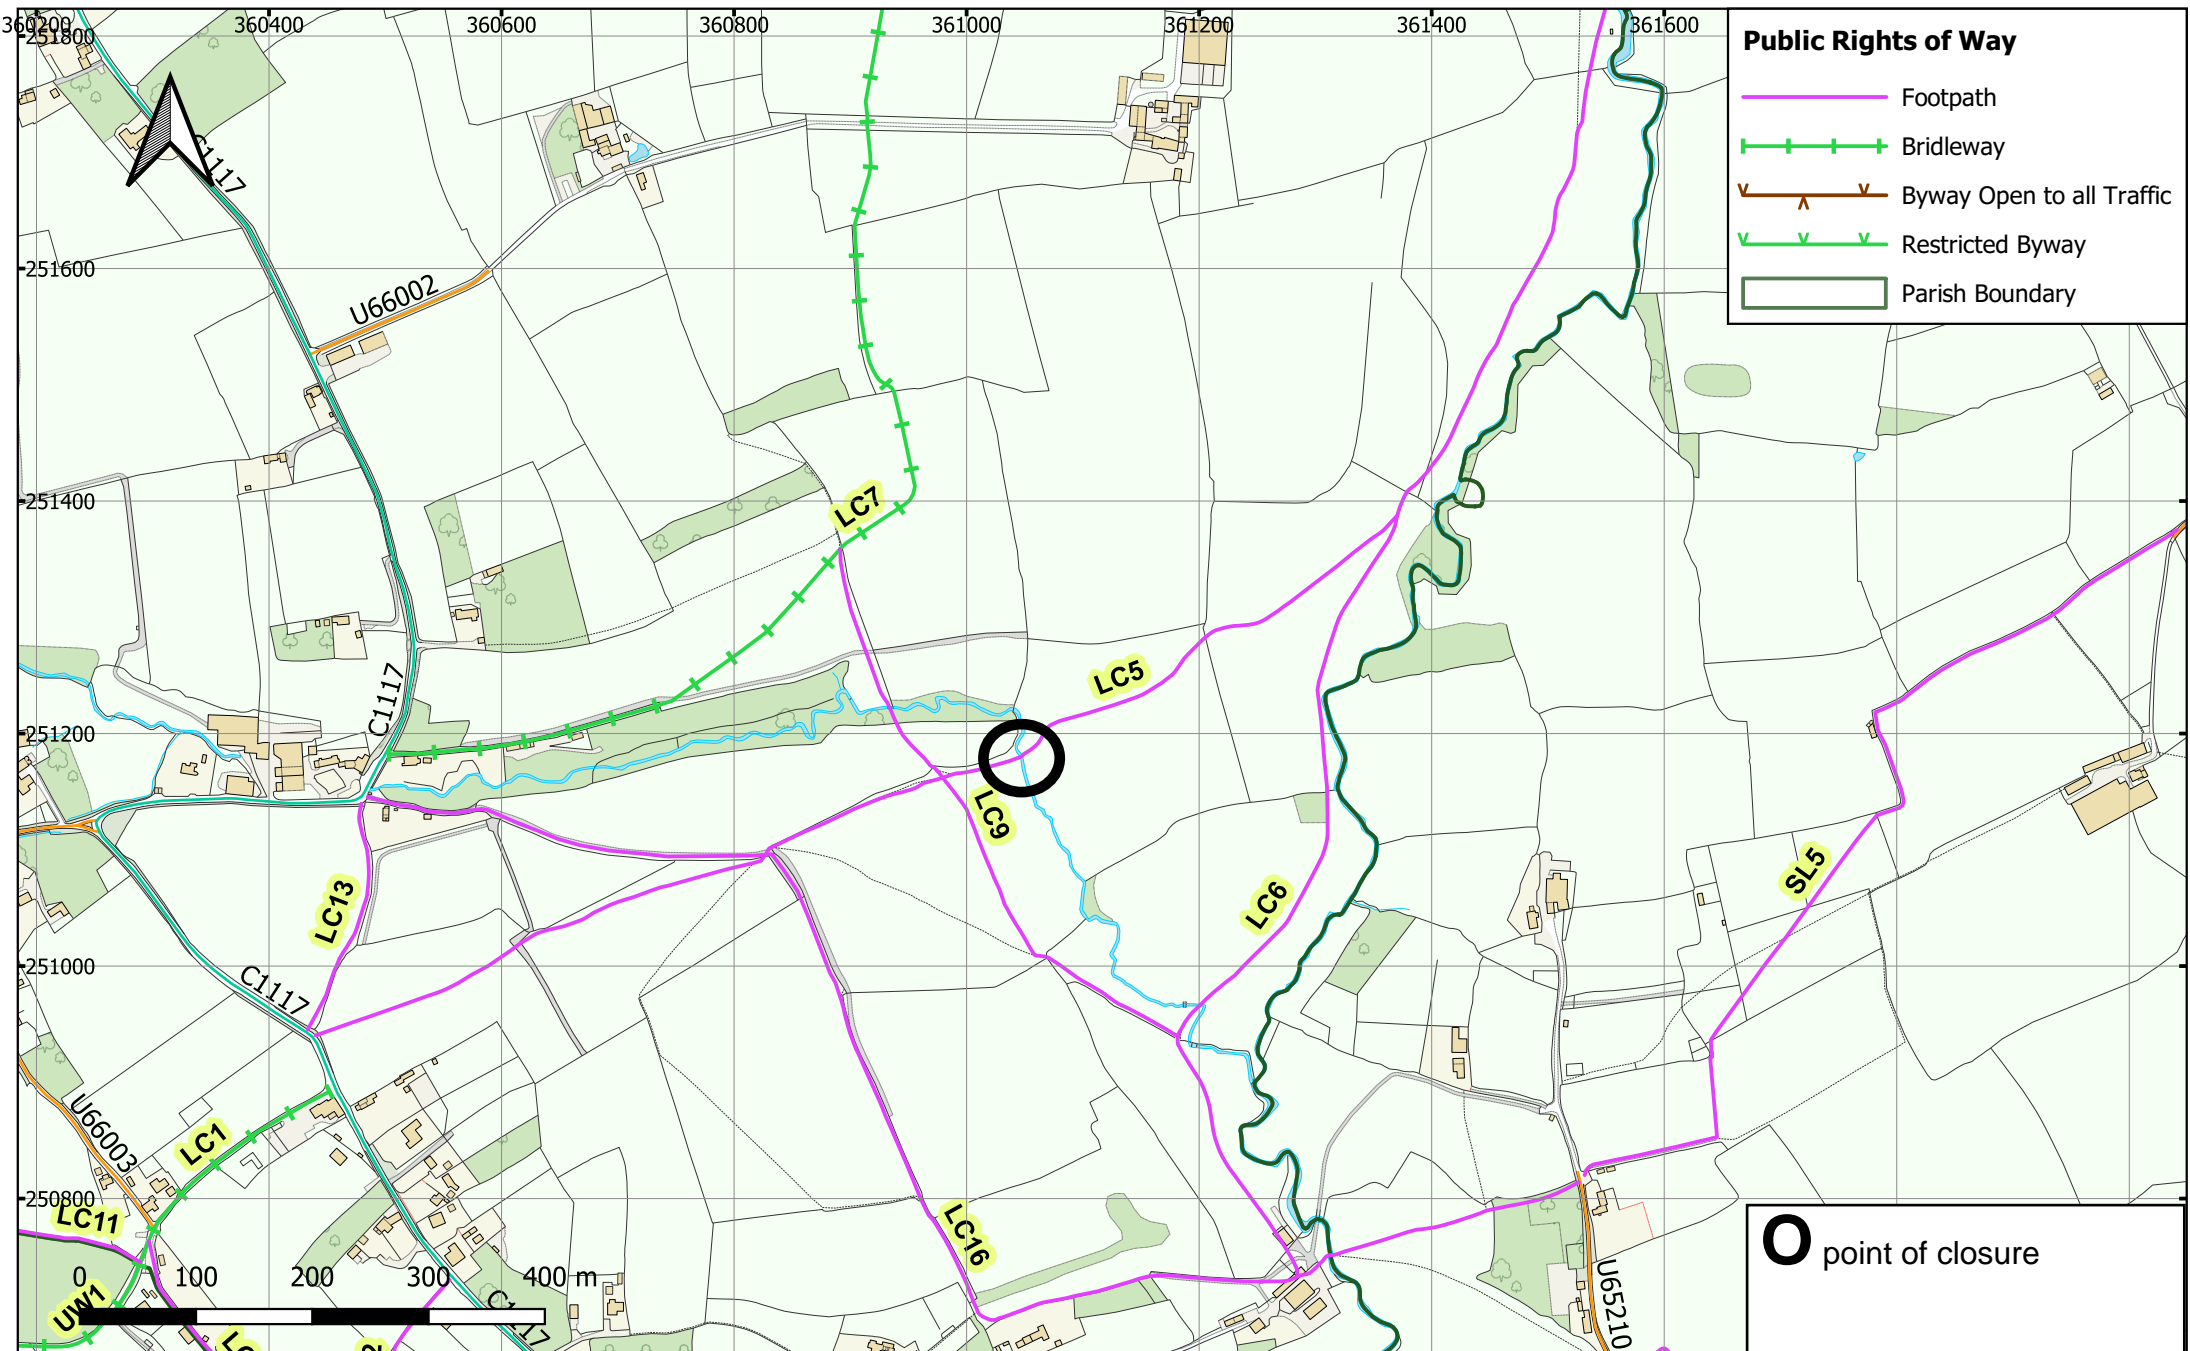 360200
360400
360600
360800
361000
361200
361400
361600
251800
251600
251400
251200
251000
250800
Public Rights of Way
Footpath
Bridleway
Byway Open to all Traffic
Restricted Byway
Parish Boundary
C1117
U66002
LC7
C1117
LC5
LC9
LC13
LC6
SL5
C1117
U66003
LC1
LC11
LC16
UW1
C1117
U65210
0 100 200 300 400 m
O point of closure